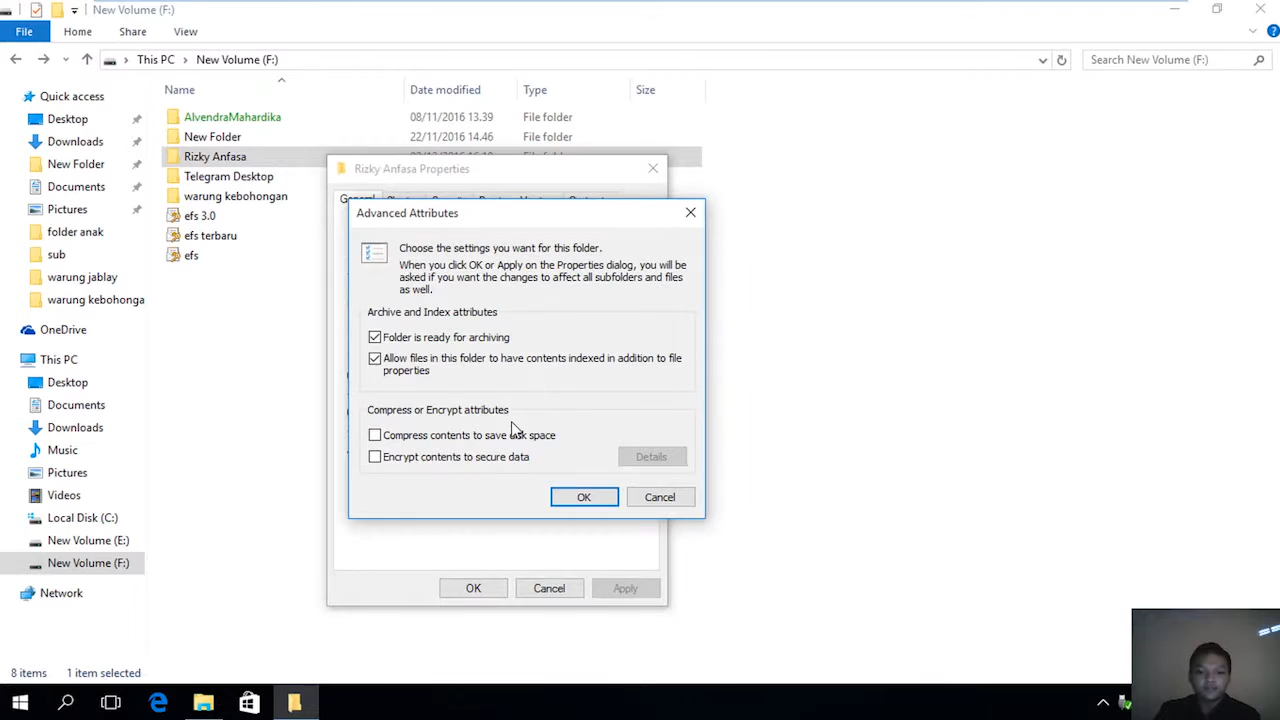 New Volume (F:)
File
Home
Share
View
This PC
New Volume (F:)
Search New Volume (F:)
Name
Date modified
Type
Size
Quick access
Desktop
Downloads
New Folder
Documents
Pictures
folder anak
sub
warung jablay
warung kebohonga
OneDrive
This PC
Desktop
Documents
Downloads
Music
Pictures
Videos
Local Disk (C:)
New Volume (E:)
New Volume (F:)
Network
AlvendraMahardika 08/11/2016 13.39 File folder
New Folder 22/11/2016 14.46 File folder
Rizky Anfasa
Telegram Desktop
warung kebohongan
efs 3.0
efs terbaru
efs
Rizky Anfasa Properties
Advanced Attributes
Choose the settings you want for this folder.
When you click OK or Apply on the Properties dialog, you will be
asked if you want the changes to affect all subfolders and files
as well.
Archive and Index attributes
Folder is ready for archiving
Allow files in this folder to have contents indexed in addition to file
properties
Compress or Encrypt attributes
Compress contents to save disk space
Encrypt contents to secure data
Details
OK
Cancel
OK
Cancel
Apply
8 items
1 item selected